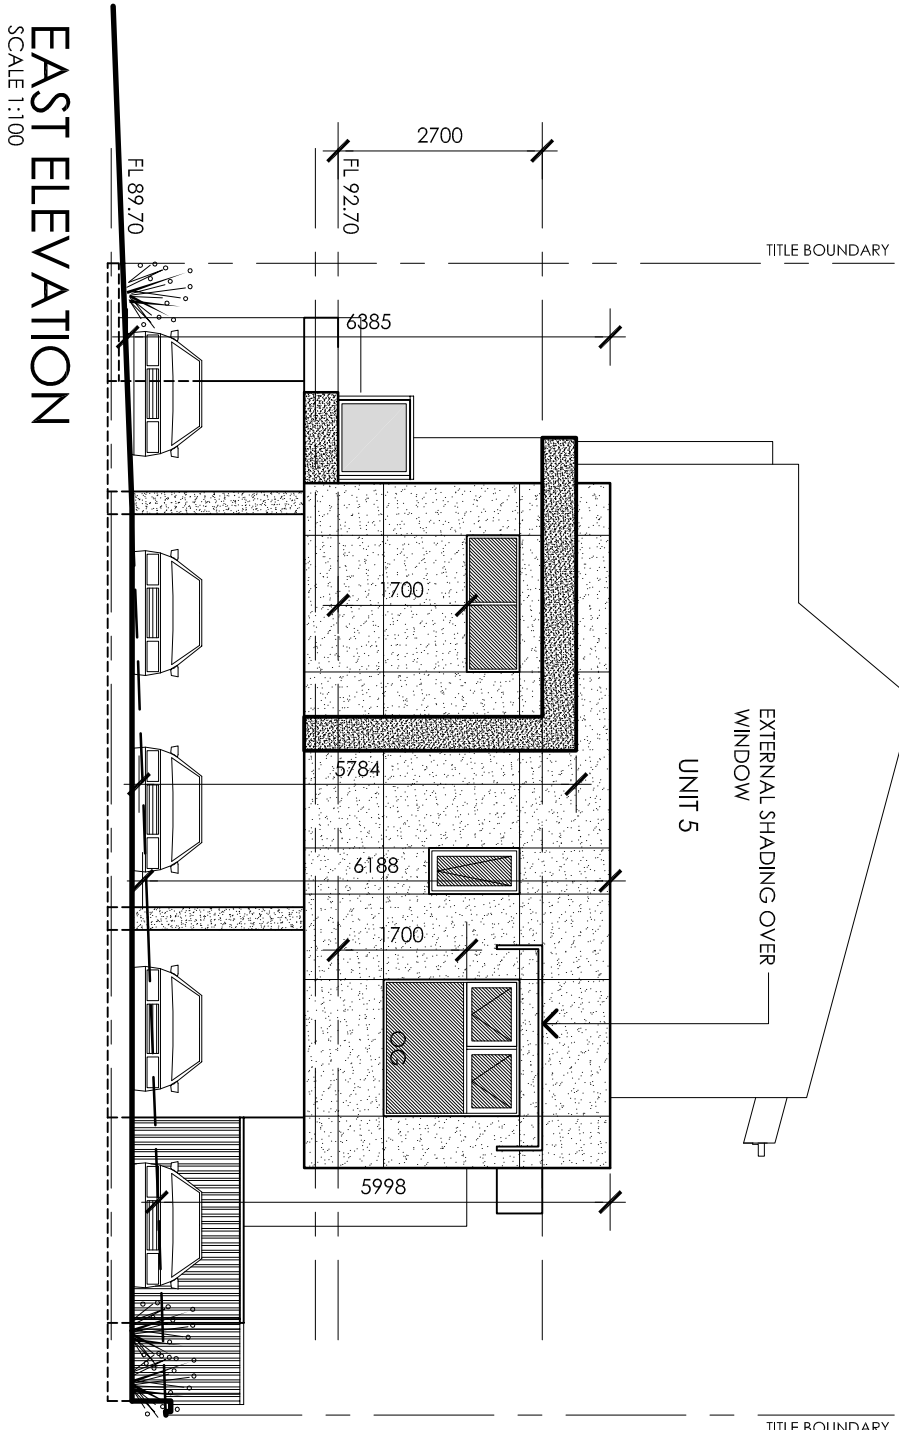 EAST ELEVATION
SCALE 1:100
2700
FL 89.70
FL 92.70
TITLE BOUNDARY
6385
1700
5784
EXTERNAL SHADING OVER
WINDOW
UNIT 5
6188
1700
OG
5998
TITLE BOUNDARY